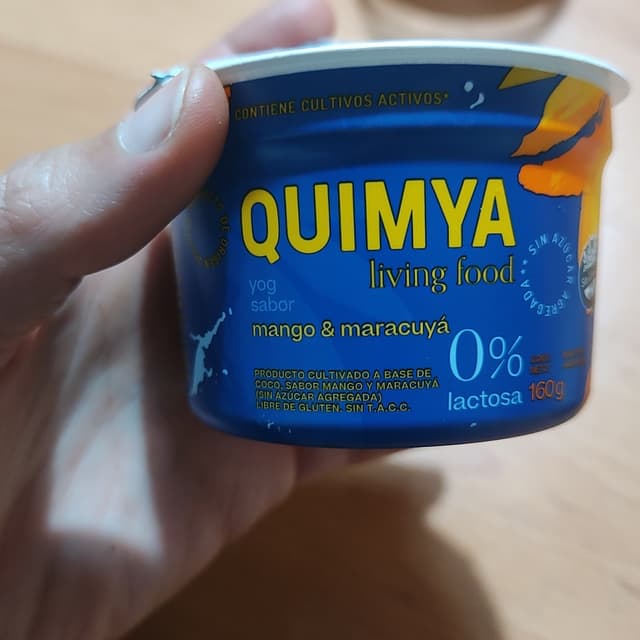 CONTIENE CULTIVOS ACTIVOS*
QUIMYA
living food
yog
sabor
mango & maracuyá
PRODUCTO CULTIVADO A BASE DE
COCO, SABOR MANGO Y MARACUYÁ
(SIN AZÚCAR AGREGADA)
LIBRE DE GLUTEN. SIN T.A.C.C.
0%
lactosa
160g
SIN AZÚCAR AGREGADA